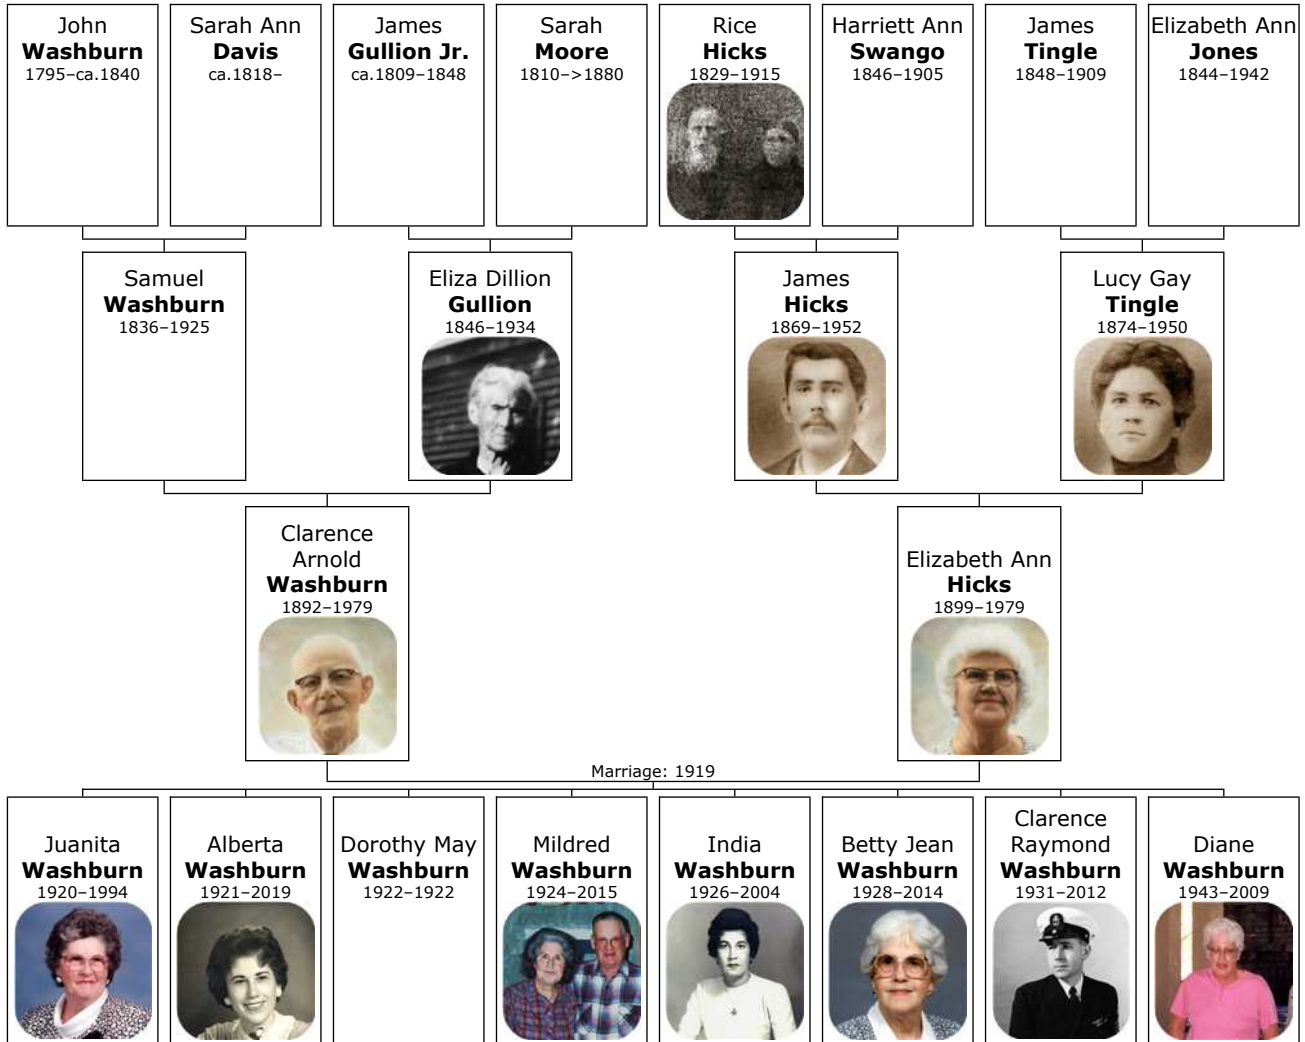 John
Washburn
1795–ca.1840
Sarah Ann
Davis
ca.1818–
James
Gullion Jr.
ca.1809–1848
Sarah
Moore
1810–>1880
Rice
Hicks
1829–1915
Harriett Ann
Swango
1846–1905
James
Tingle
1848–1909
Elizabeth Ann
Jones
1844–1942
Samuel
Washburn
1836–1925
Eliza Dillion
Gullion
1846–1934
James
Hicks
1869–1952
Lucy Gay
Tingle
1874–1950
Clarence
Arnold
Washburn
1892–1979
Elizabeth Ann
Hicks
1899–1979
Marriage: 1919
Juanita
Washburn
1920–1994
Alberta
Washburn
1921–2019
Dorothy May
Washburn
1922–1922
Mildred
Washburn
1924–2015
India
Washburn
1926–2004
Betty Jean
Washburn
1928–2014
Clarence
Raymond
Washburn
1931–2012
Diane
Washburn
1943–2009